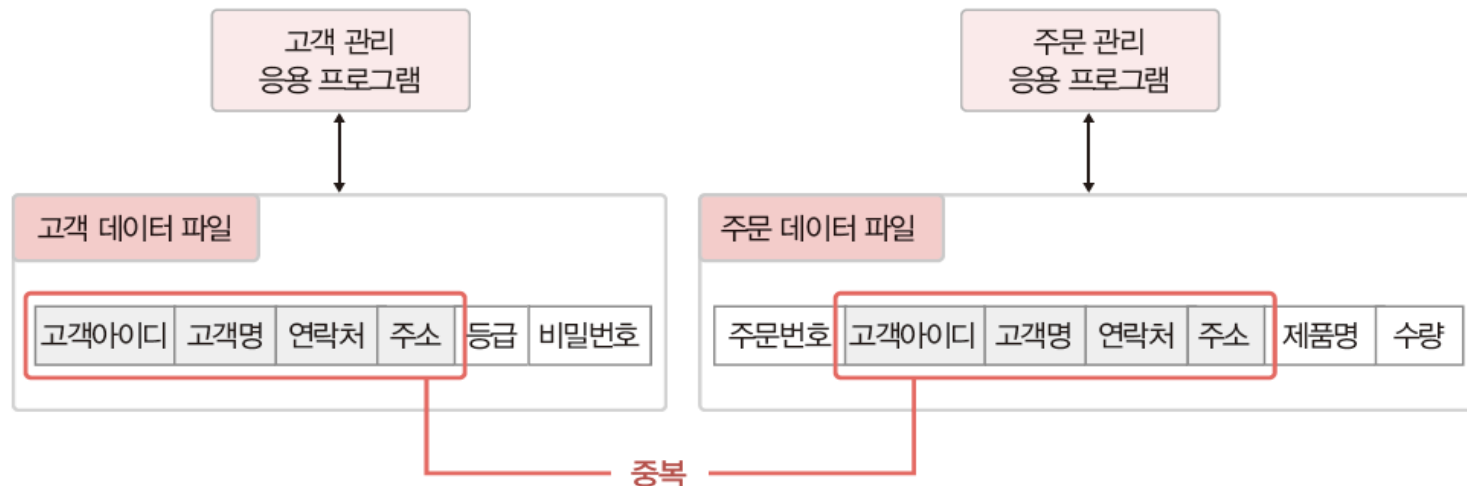 고객 관리
응용 프로그램
주문 관리
응용 프로그램
고객 데이터 파일
고객아이디 고객명 연락처 주소 등급 비밀번호
주문 데이터 파일
주문번호 고객아이디 고객명 연락처 주소 제품명 수량
중복